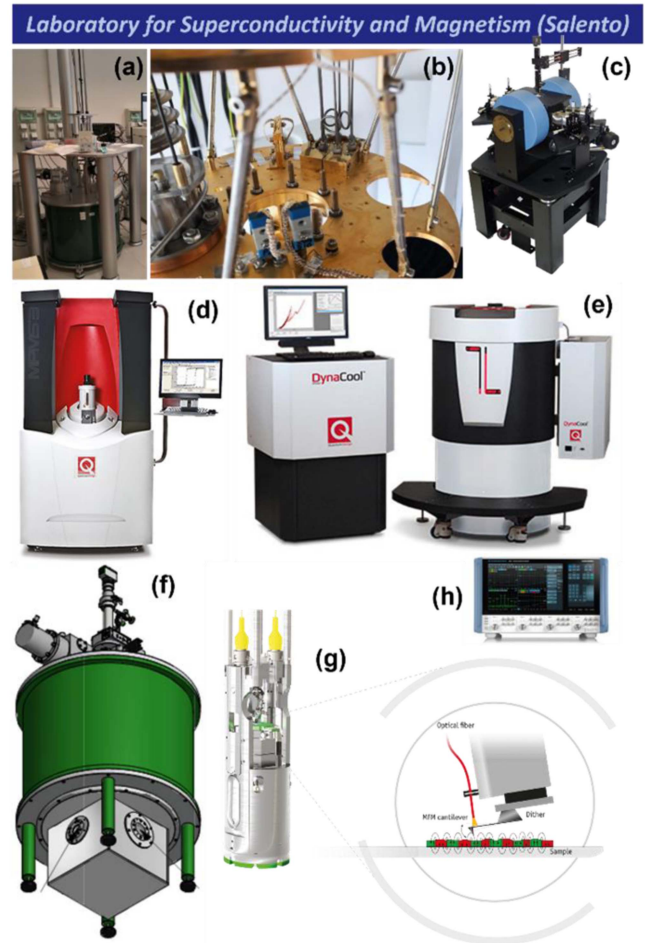 Laboratory for Superconductivity and Magnetism (Salento)
(a)
(b)
(c)
(d)
MPMS3
(e)
DynaCool
Q
DynaCool
Q
Q
(f)
(g)
(h)
Optical fiber
MFM cantilever
Dither
Sample